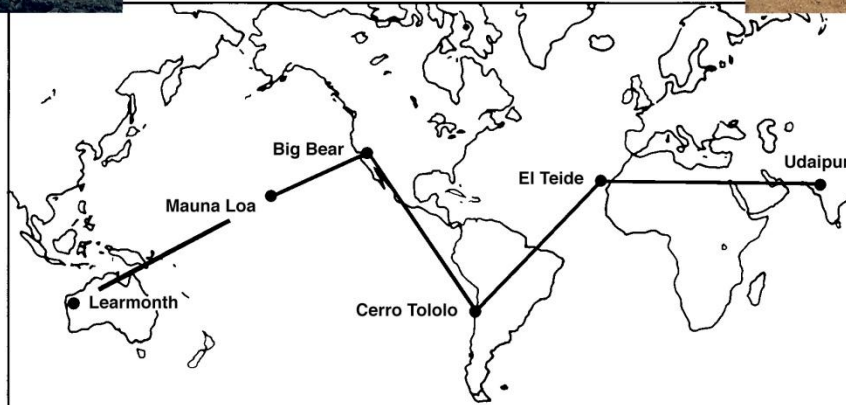 Big Bear
Udaipur
El Teide
Mauna Loa
Learmonth
Cerro Tololo